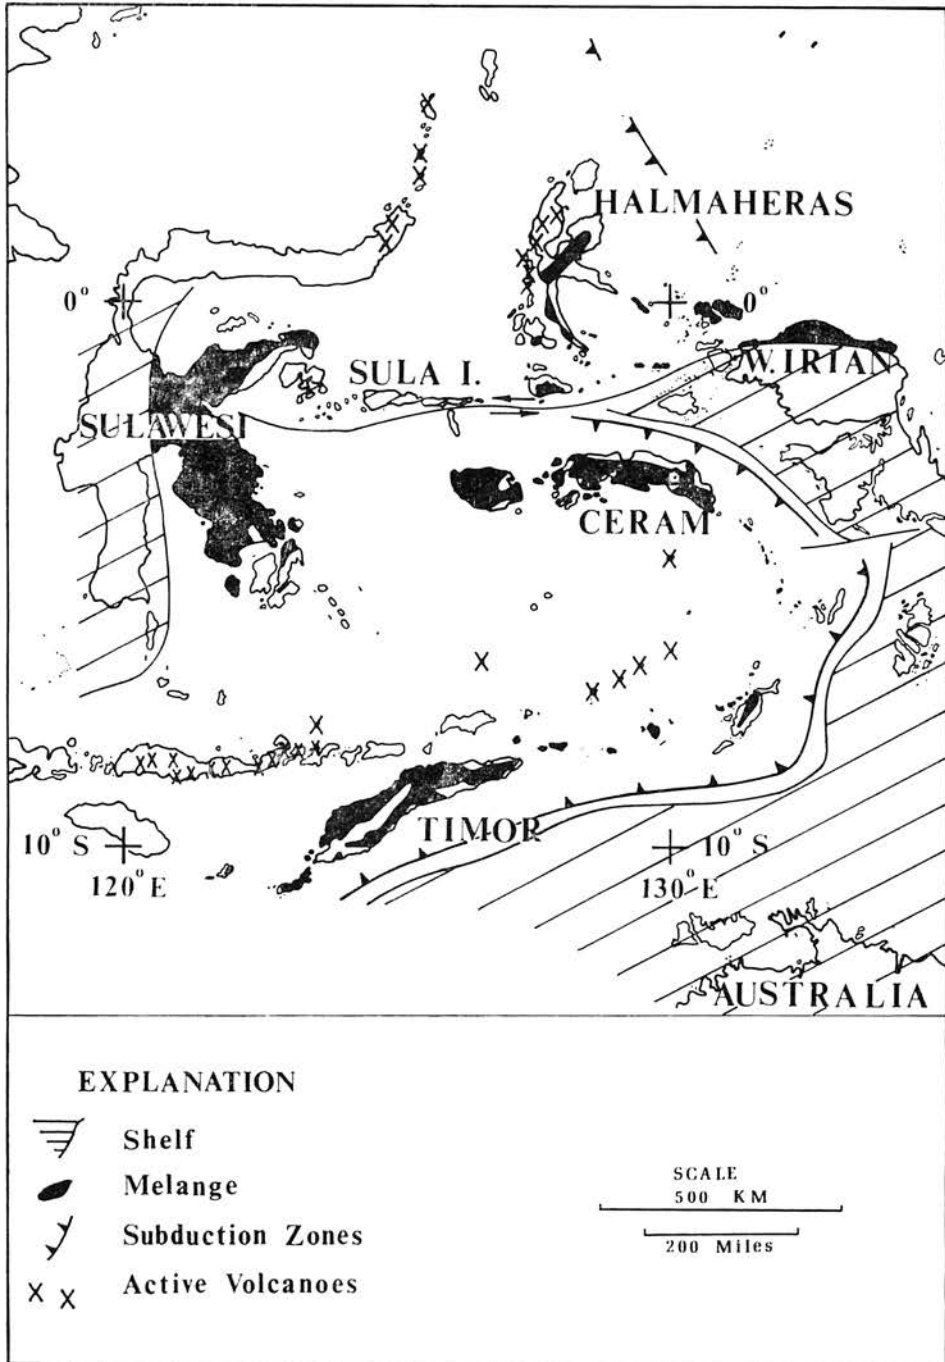 HALMAHERAS
0° 0°
SULA I.
W. IRIAN
SULAWESI
CERAM
TIMOR
10° S 10° S
120° E 130° E
AUSTRALIA
EXPLANATION
Shelf
Melange
Subduction Zones
Active Volcanoes
SCALE
500 KM
200 Miles